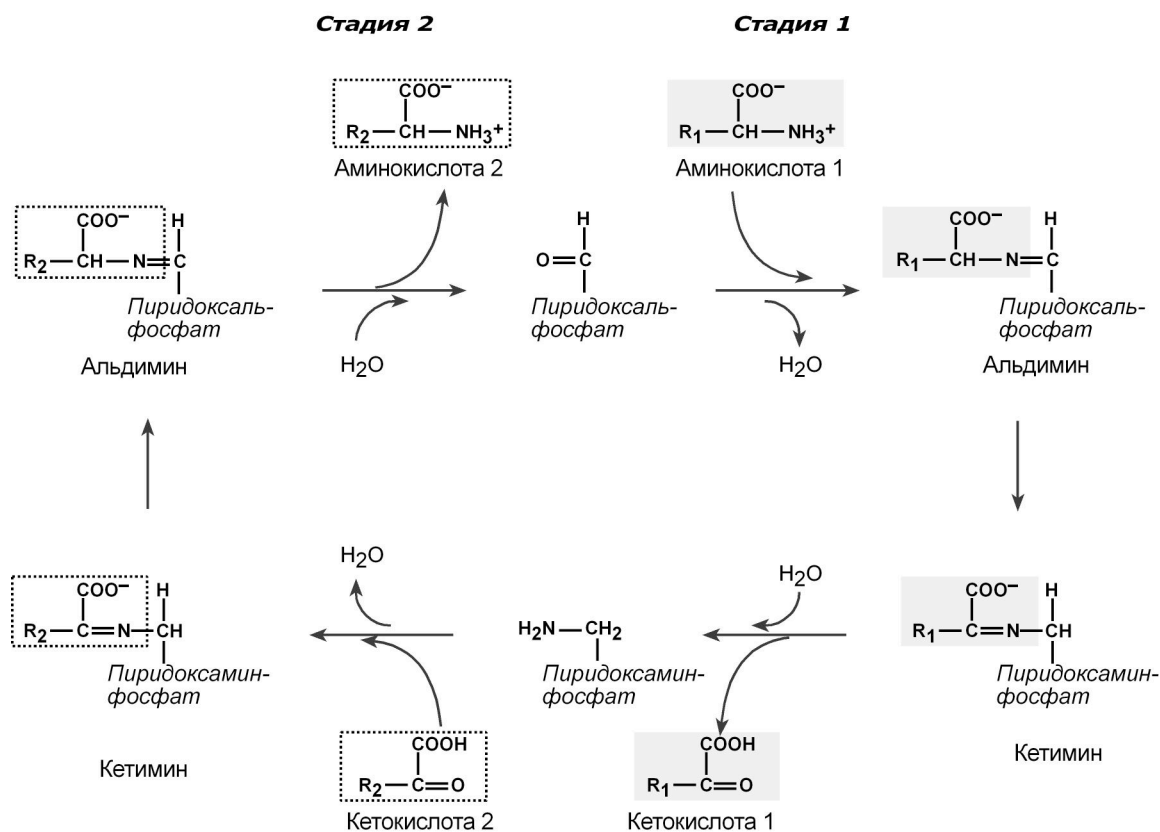 Стадия 2
Стадия 1
COO–
R2–CH–NH3+
Аминокислота 2
COO–
R1–CH–NH3+
Аминокислота 1
COO– H
R2–CH–N=C
Пиридоксаль-
фосфат
Альдимин
H2O
H
O=C
Пиридоксаль-
фосфат
H2O
COO– H
R1–CH–N=C
Пиридоксаль-
фосфат
Альдимин
COO– H
R2–C=N–CH
Пиридоксамин-
фосфат
Кетимин
H2O
COOH
R2–C=O
Кетокислота 2
H2N–CH2
Пиридоксамин-
фосфат
H2O
COOH
R1–C=O
Кетокислота 1
COO– H
R1–C=N–CH
Пиридоксамин-
фосфат
Кетимин